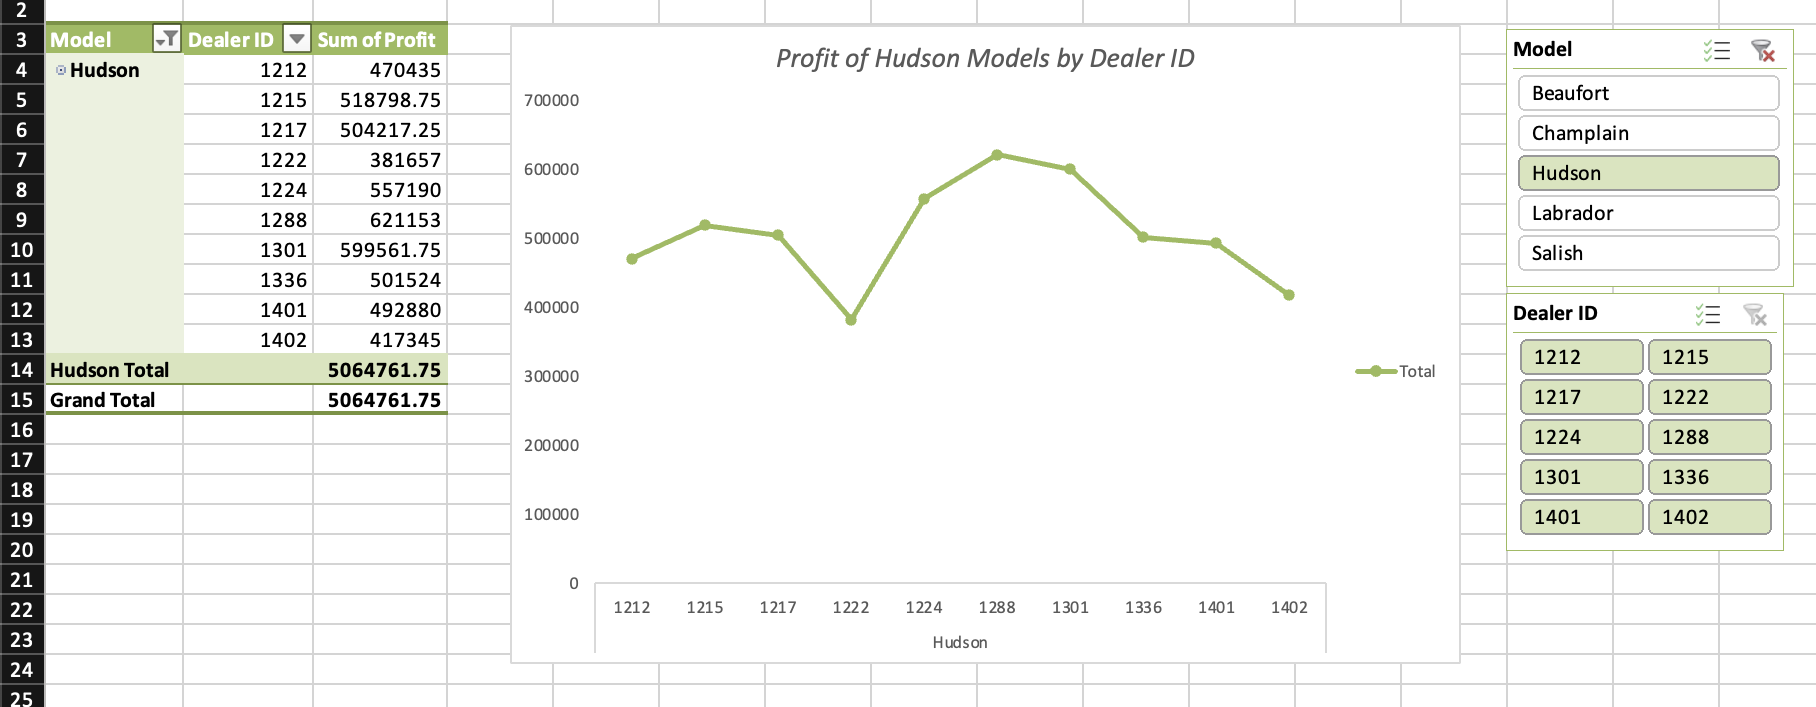 2
3 Model Dealer ID Sum of Profit
4 Hudson 1212 470435
5 1215 518798.75
6 1217 504217.25
7 1222 381657
8 1224 557190
9 1288 621153
10 1301 599561.75
11 1336 501524
12 1401 492880
13 1402 417345
14 Hudson Total 5064761.75
15 Grand Total 5064761.75
16
17
18
19
20
21
22
23
24
25
Profit of Hudson Models by Dealer ID
700000
600000
500000
400000
300000
200000
100000
0
1212 1215 1217 1222 1224 1288 1301 1336 1401 1402
Hudson
Total
Model
Beaufort
Champlain
Hudson
Labrador
Salish
Dealer ID
1212 1215
1217 1222
1224 1288
1301 1336
1401 1402